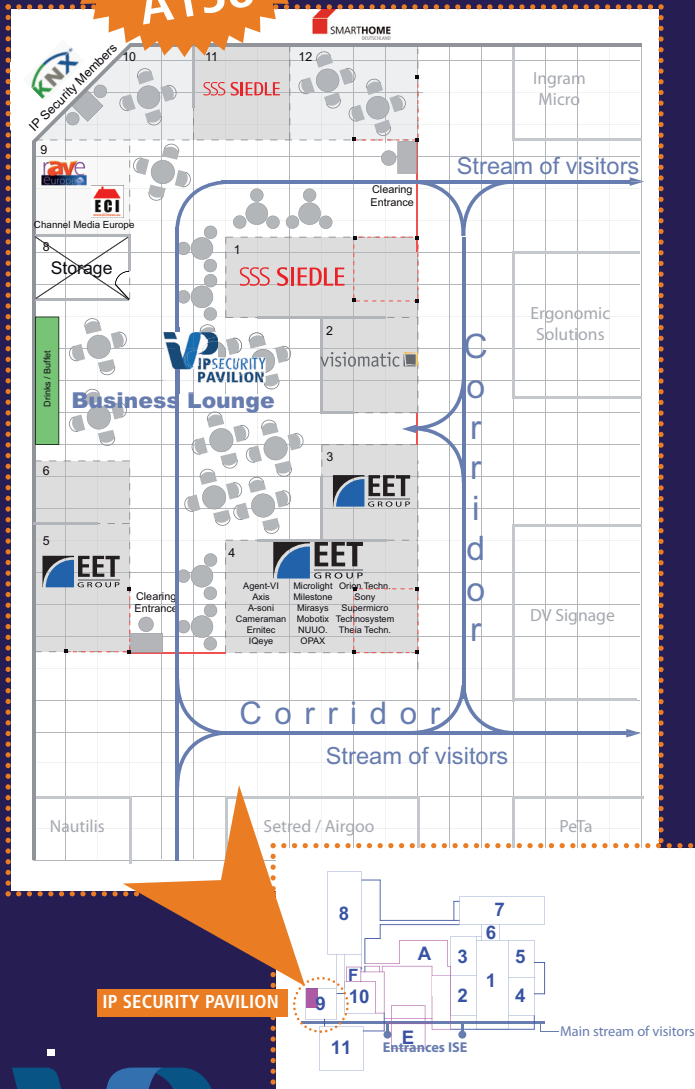 A150
SMARTHOME
DEUTSCHLAND
KNX
IP Security Members
10
11
12
SSS SIEDLE
Ingram
Micro
9
rave
Europe
ECI
Channel Media Europe
Clearing
Entrance
Stream of visitors
8
Storage
1
SSS SIEDLE
Ergonomic
Solutions
2
visiomatic
Drinks / Buffet
IP SECURITY
PAVILION
Business Lounge
Corridor
3
EET
GROUP
6
5
EET
GROUP
4
EET
GROUP
Agent-VI Microlight Orion Techn.
Axis Milestone Sony
A-soni Mirasys Supermicro
Cameraman Mobotix Technosystem
Ernitec NUUO. Theia Techn.
IQeye OPAX
Clearing
Entrance
DV Signage
Corridor
Stream of visitors
Nautilis
Setred / Airgoo
PeTa
8
7
6
A
3
5
1
F
2
4
10
9
IP SECURITY PAVILION
E
Main stream of visitors
Entrances ISE
11